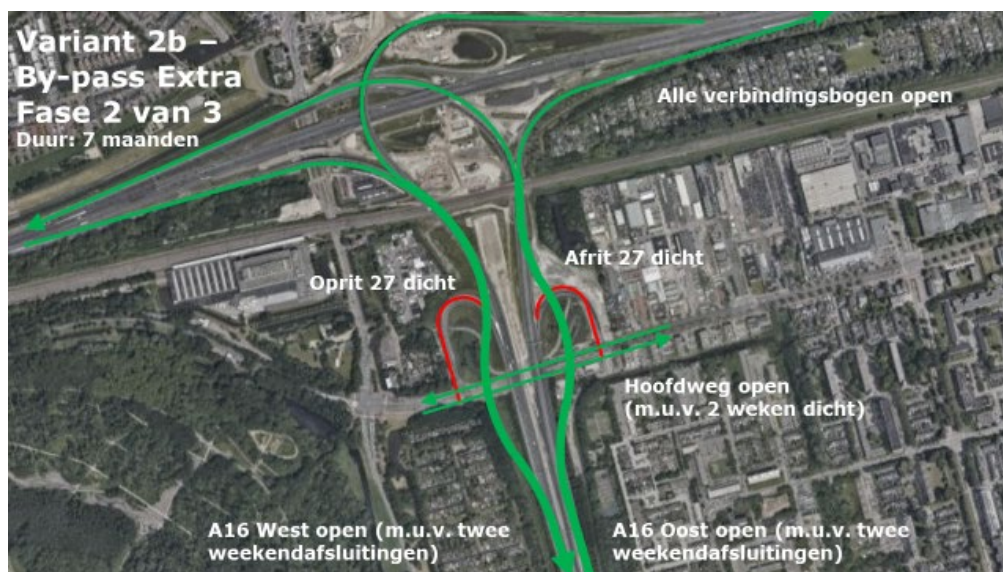 Variant 2b –
By-pass Extra
Fase 2 van 3
Duur: 7 maanden
Alle verbindingsbogen open
Oprit 27 dicht
Afrit 27 dicht
Hoofdweg open
(m.u.v. 2 weken dicht)
A16 West open (m.u.v. twee
weekendafsluitingen)
A16 Oost open (m.u.v. twee
weekendafsluitingen)